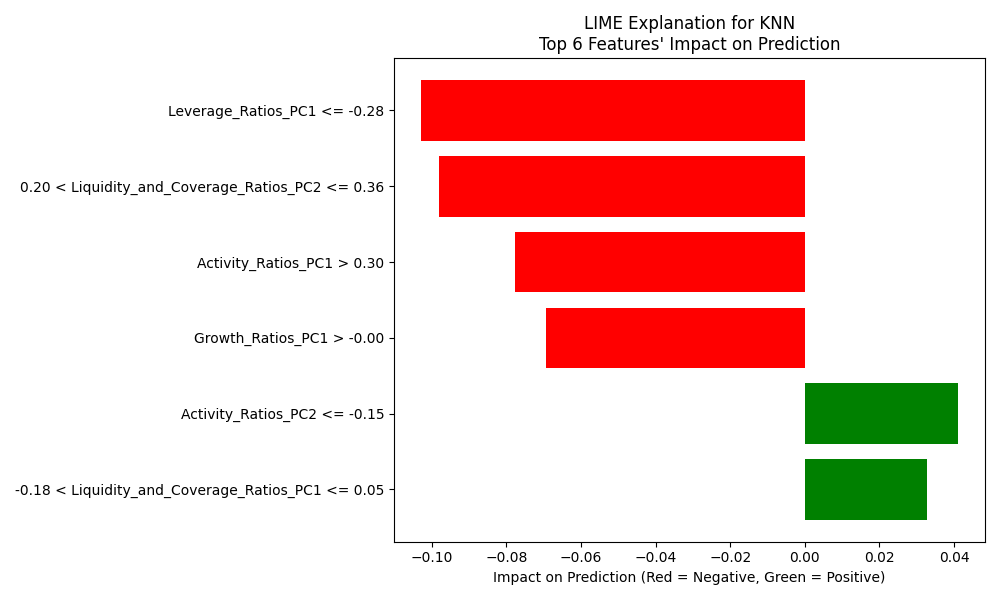 LIME Explanation for KNN
Top 6 Features' Impact on Prediction
Leverage_Ratios_PC1 <= -0.28
0.20 < Liquidity_and_Coverage_Ratios_PC2 <= 0.36
Activity_Ratios_PC1 > 0.30
Growth_Ratios_PC1 > -0.00
Activity_Ratios_PC2 <= -0.15
-0.18 < Liquidity_and_Coverage_Ratios_PC1 <= 0.05
−0.10 −0.08 −0.06 −0.04 −0.02 0.00 0.02 0.04
Impact on Prediction (Red = Negative, Green = Positive)